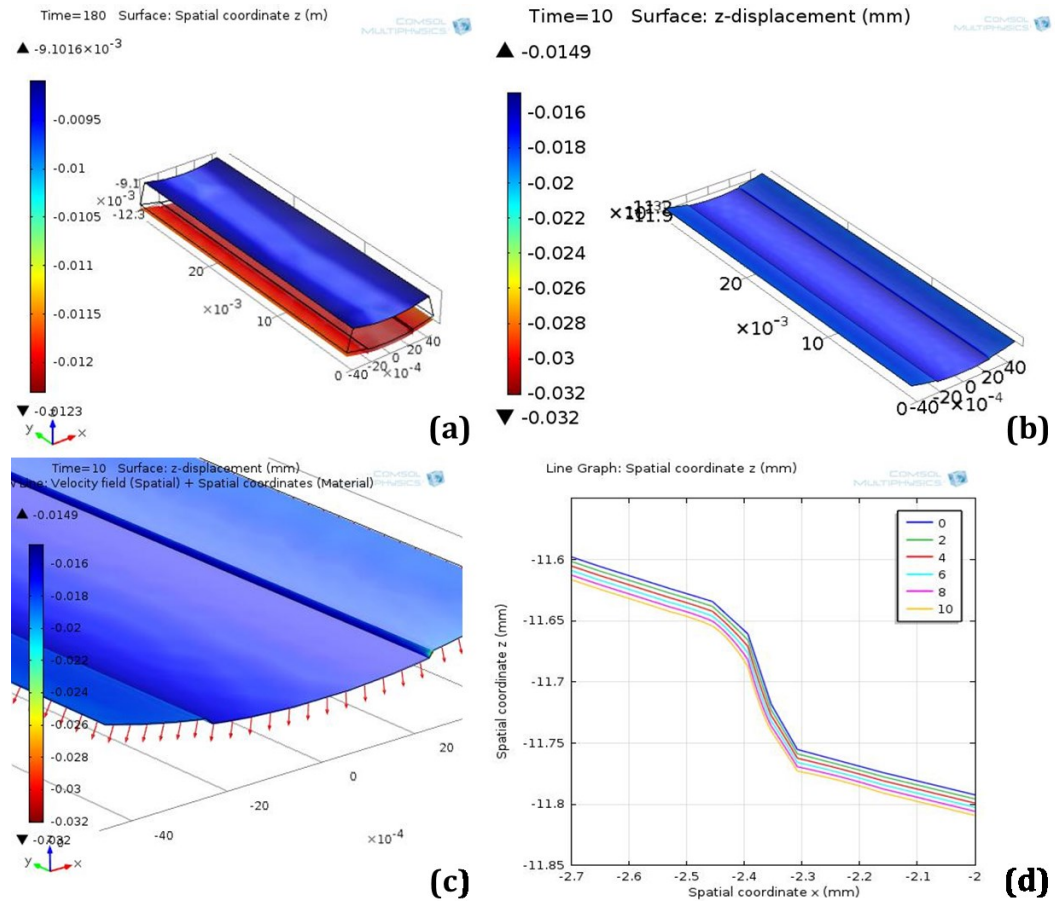 Time=180 Surface: Spatial coordinate z (m)
COMSOL
MULTIPHYSICS
-9.1016×10⁻³
-0.0095
-0.01
-0.0105
-0.011
-0.0115
-0.012
-0.0123
-9.1
×10⁻³
-12.3
20
×10⁻³
10
0 -40 -20 0 20 40
×10⁻⁴
y z x
(a)
Time=10 Surface: z-displacement (mm)
COMSOL
MULTIPHYSICS
-0.0149
-0.016
-0.018
-0.02
-0.022
-0.024
-0.026
-0.028
-0.03
-0.032
-0.032
20
×10⁻³
10
0 -40 -20 0 20 40
×10⁻⁴
(b)
Time=10 Surface: z-displacement (mm)
Line: Velocity field (Spatial) + Spatial coordinates (Material)
COMSOL
MULTIPHYSICS
-0.0149
-0.016
-0.018
-0.02
-0.022
-0.024
-0.026
-0.028
-0.03
-0.032
20
0
-20
-40
×10⁻⁴
y z x
(c)
Line Graph: Spatial coordinate z (mm)
COMSOL
MULTIPHYSICS
0
2
4
6
8
10
-11.6
-11.65
-11.7
-11.75
-11.8
-11.85
Spatial coordinate z (mm)
-2.7 -2.6 -2.5 -2.4 -2.3 -2.2 -2.1 -2
Spatial coordinate x (mm)
(d)